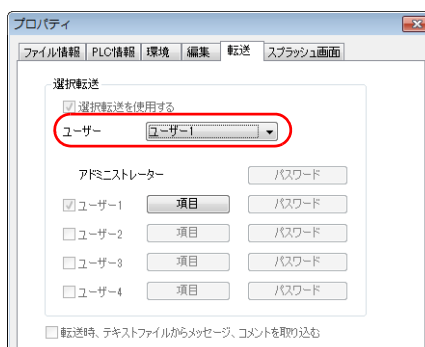 プロパティ
ファイル情報 PLC情報 環境 編集 転送 スプラッシュ画面
選択転送
選択転送を使用する
ユーザー ユーザー1
アドミニストレーター パスワード
ユーザー1 項目 パスワード
ユーザー2 項目 パスワード
ユーザー3 項目 パスワード
ユーザー4 項目 パスワード
転送時、テキストファイルからメッセージ、コメントを取り込む